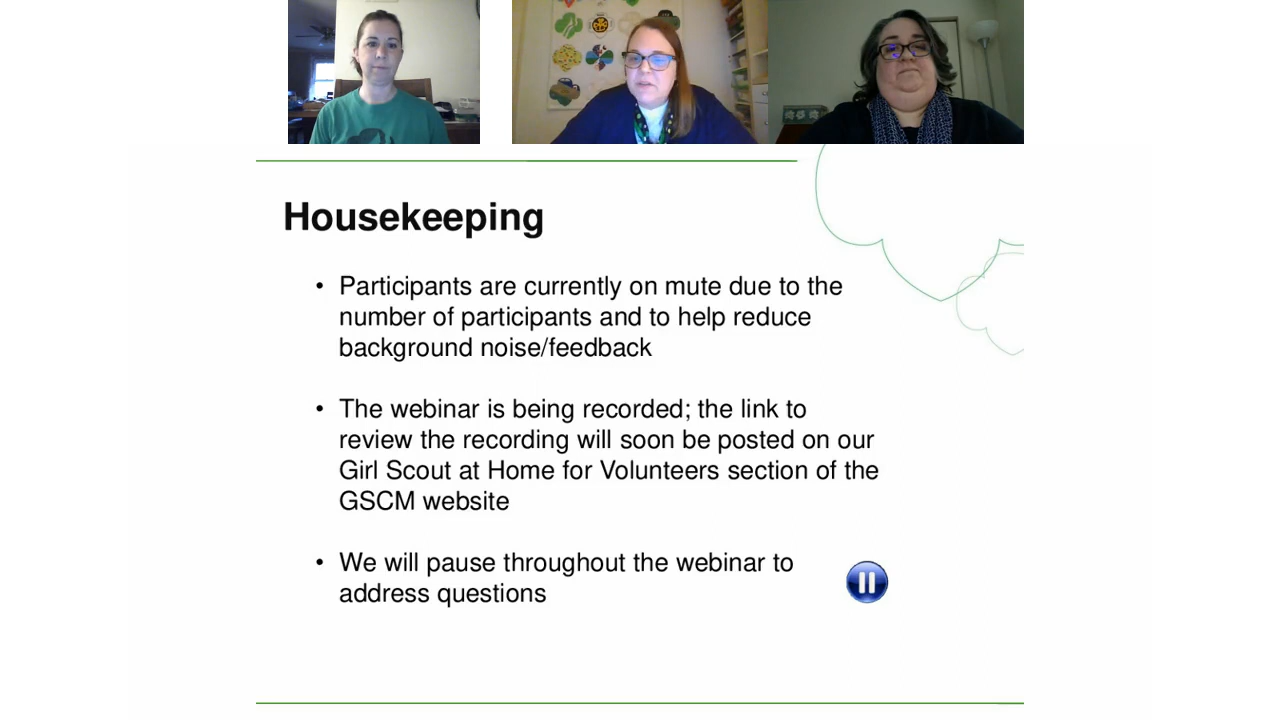 Housekeeping
• Participants are currently on mute due to the
number of participants and to help reduce
background noise/feedback
• The webinar is being recorded; the link to
review the recording will soon be posted on our
Girl Scout at Home for Volunteers section of the
GSCM website
• We will pause throughout the webinar to
address questions